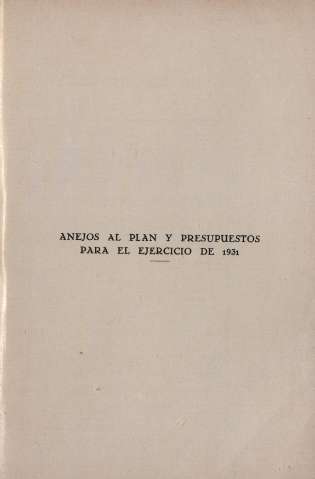 ANEJOS AL PLAN Y PRESUPUESTOS
PARA EL EJERCICIO DE 1931